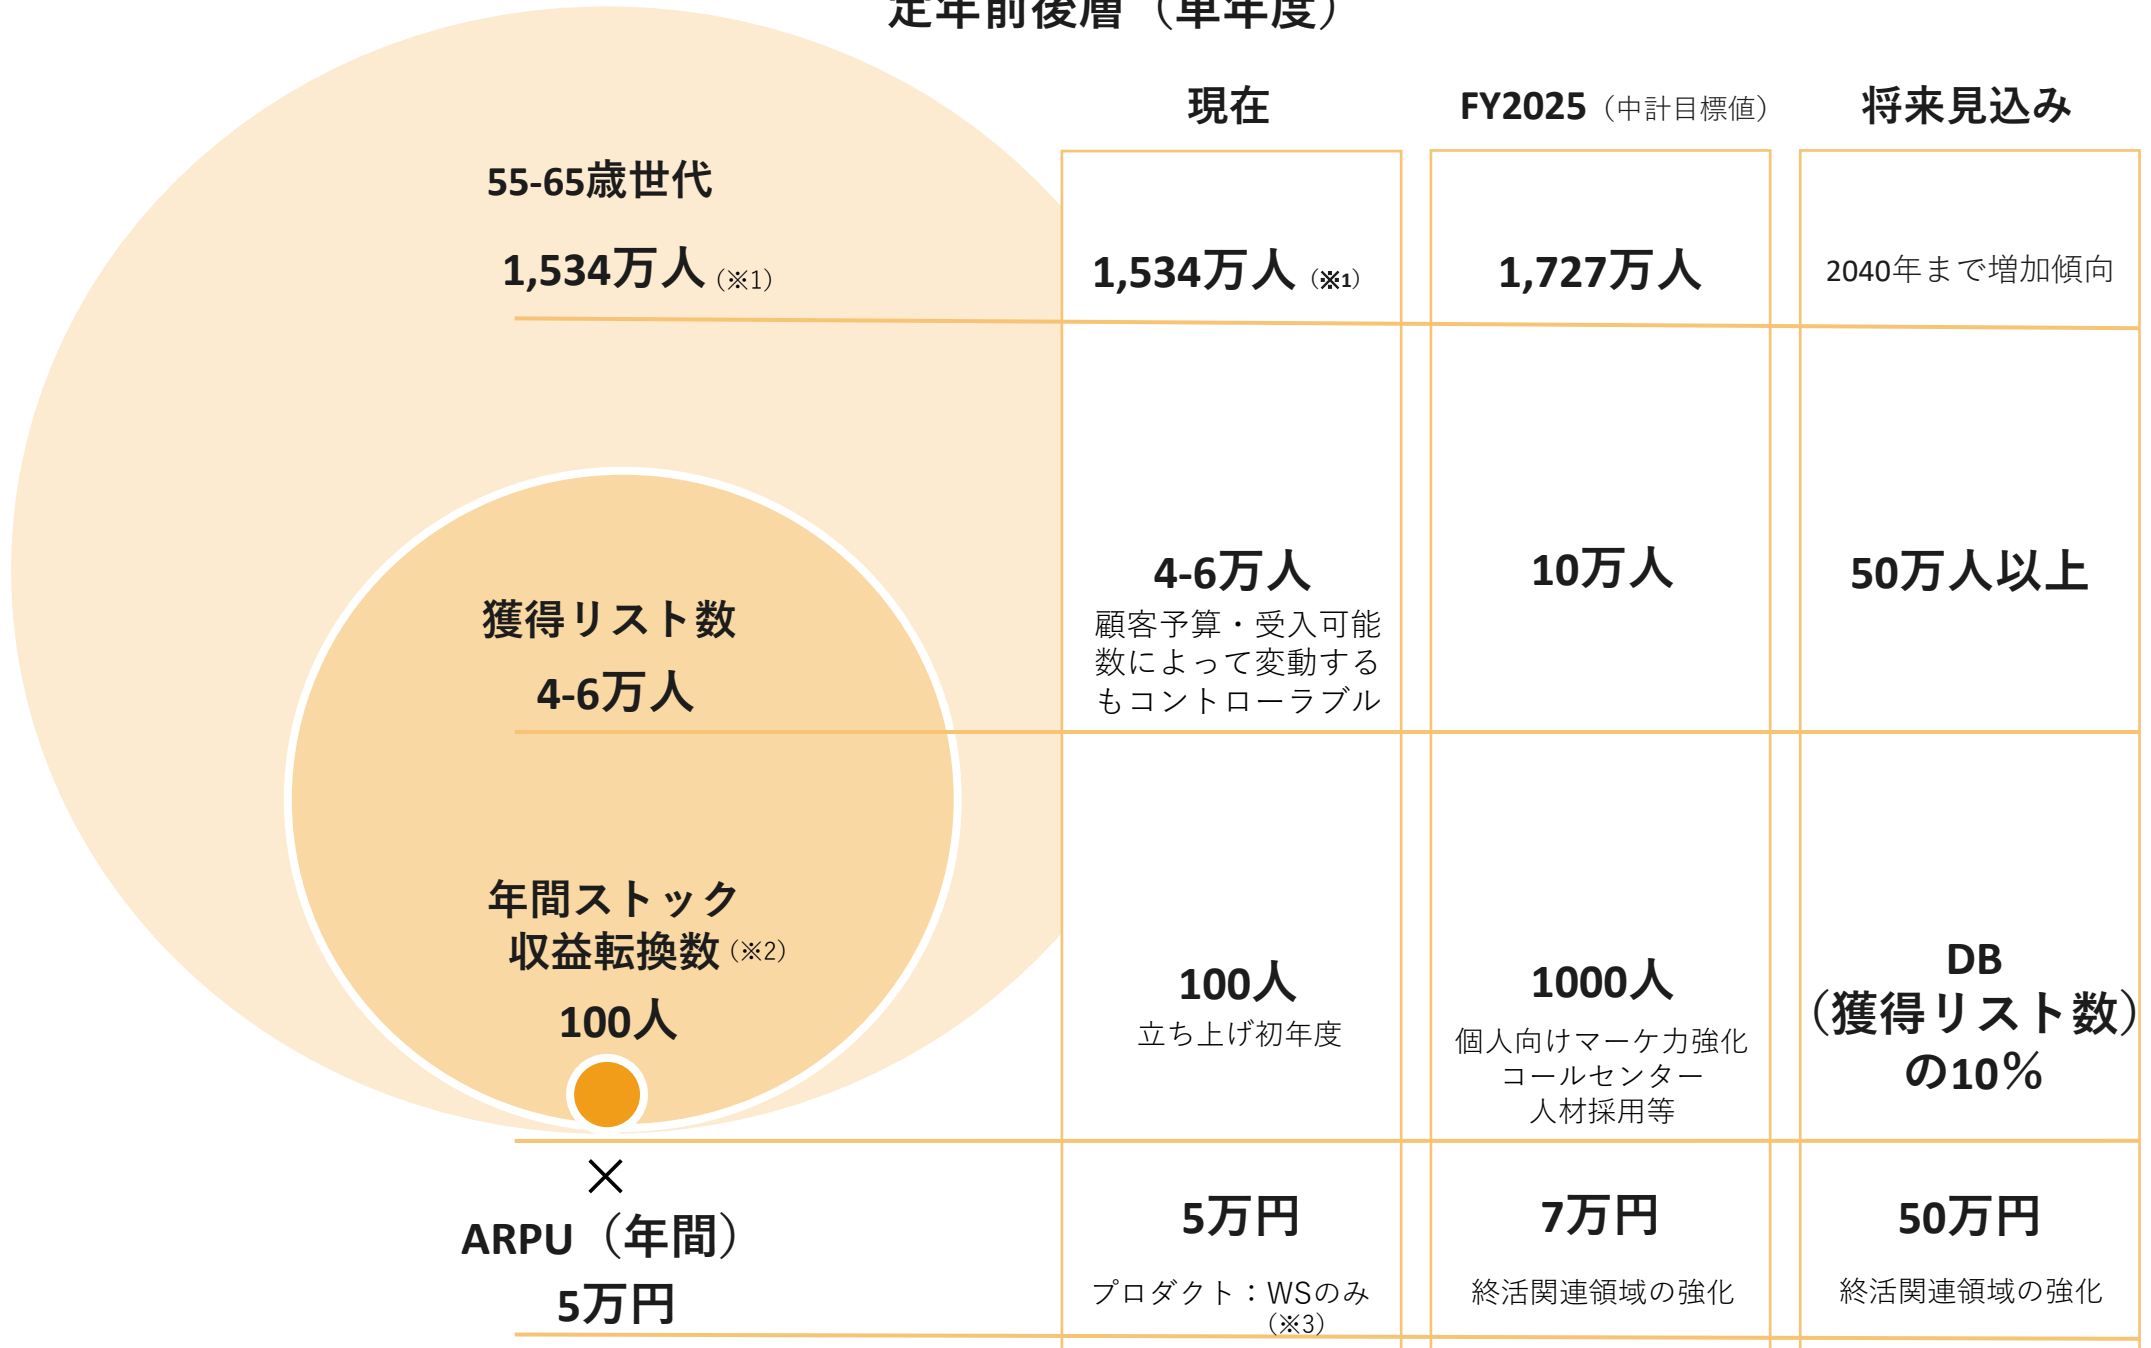 定年前後層（単年度）
現在
FY2025（中計目標値）
将来見込み
55-65歳世代
1,534万人（※1）
1,534万人（※1）
1,727万人
2040年まで増加傾向
獲得リスト数
4-6万人
4-6万人
顧客予算・受入可能
数によって変動する
もコントローラブル
10万人
50万人以上
年間ストック
収益転換数（※2）
100人
100人
立ち上げ初年度
1000人
個人向けマーケ力強化
コールセンター
人材採用等
DB
（獲得リスト数）
の10％
×
ARPU（年間）
5万円
5万円
プロダクト：WSのみ
（※3）
7万円
終活関連領域の強化
50万円
終活関連領域の強化